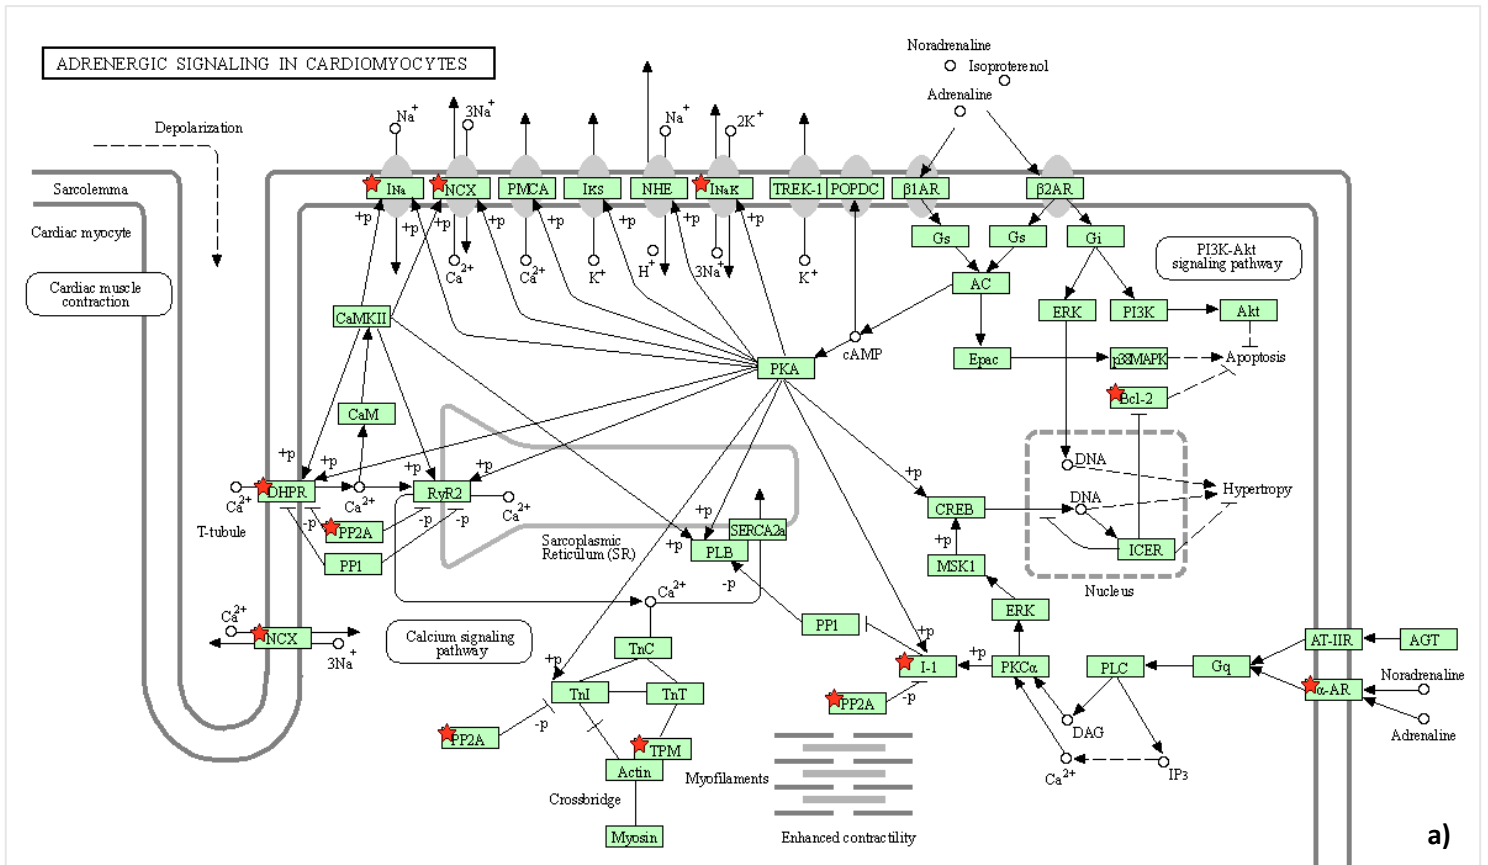 ADRENERGIC SIGNALING IN CARDIOMYOCYTES
Noradrenaline
Isoproterenol
Adrenaline
Depolarization
Na+
3Na+
Na+
2K+
Sarcolemma
INa
NCX
PMCA
IKS
NHE
INaK
TREK-1
POPDC
β1AR
β2AR
+p
+p
+p
+p
+p
+p
+p
+p
Cardiac myocyte
Gs
Gs
Gi
PI3K-Akt
signaling pathway
Ca2+
Ca2+
K+
H+
3Na+
K+
Cardiac muscle
contraction
AC
CaMKII
ERK
PI3K
Akt
cAMP
Epac
p38MAPK
Apoptosis
PKA
Bcl-2
CaM
+p
+p
+p
+p
+p
DNA
Hypertropy
DHPR
Ca2+
Ca2+
RyR2
Ca2+
DNA
CREB
T-tubule
-p
PP2A
-p
-p
+p
SERCA2a
Sarcoplasmic
Reticulum (SR)
+p
PLB
+p
ICER
PP1
MSK1
-p
Nucleus
Ca2+
Ca2+
ERK
NCX
3Na+
Calcium signaling
pathway
PP1
TnC
+p
+p
+p
AT-IIR
AGT
I-1
PKCα
PLC
Gq
TnI
TnT
α-AR
Noradrenaline
PP2A
-p
-p
PP2A
DAG
Adrenaline
TPM
Actin
Myofilaments
Ca2+
IP3
Crossbridge
Myosin
Enhanced contractility
a)